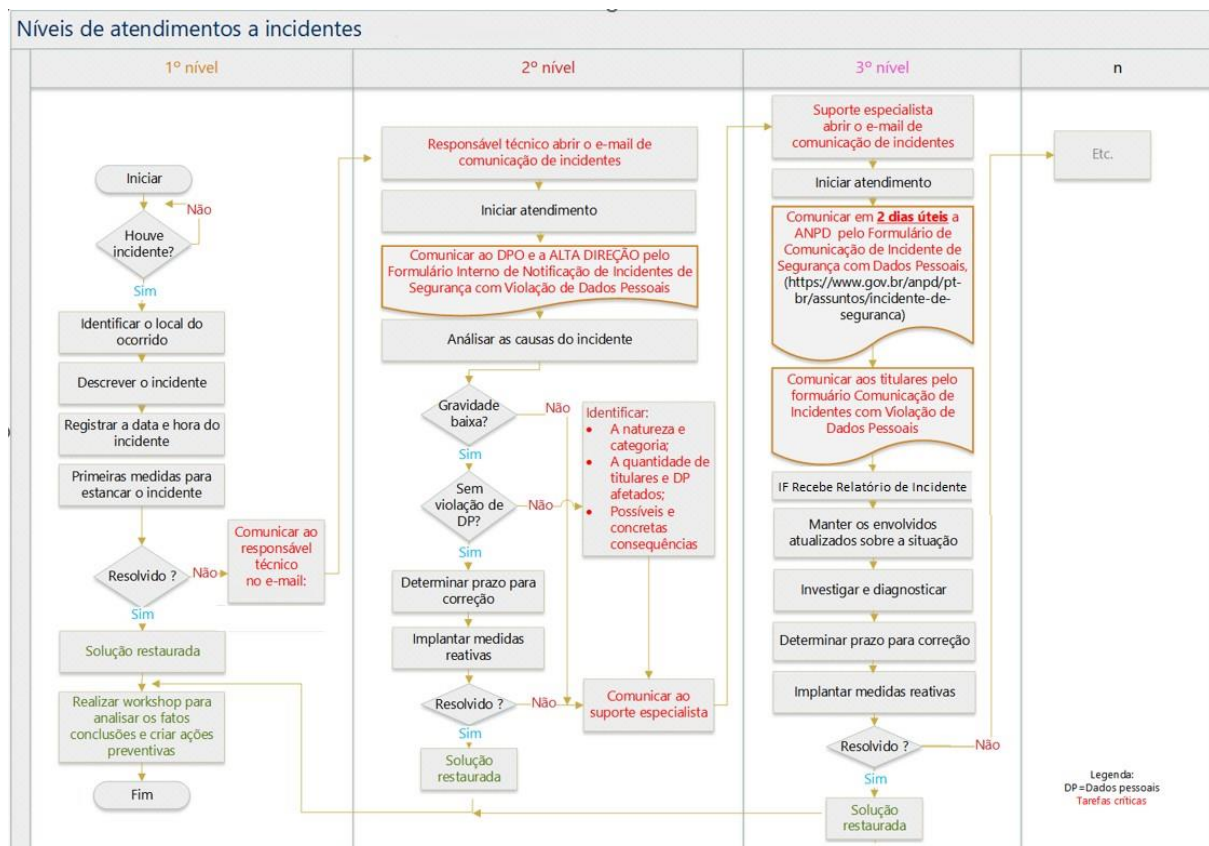 Níveis de atendimentos a incidentes
1º nível
2º nível
3º nível
n
Iniciar
Não
Houve
incidente?
Sim
Identificar o local do
ocorrido
Descrever o incidente
Registrar a data e hora do
incidente
Primeiras medidas para
estancar o incidente
Resolvido ?
Não
Comunicar ao
responsável
técnico
no e-mail:
Sim
Solução restaurada
Realizar workshop para
analisar os fatos
conclusões e criar ações
preventivas
Fim
Responsável técnico abrir o e-mail de
comunicação de incidentes
Iniciar atendimento
Comunicar ao DPO e a ALTA DIREÇÃO pelo
Formulário Interno de Notificação de Incidentes de
Segurança com Violação de Dados Pessoais
Análisar as causas do incidente
Gravidade
baixa?
Não
Sim
Sem
violação de
DP?
Não
Sim
Identificar:
• A natureza e
categoria;
• A quantidade de
titulares e DP
afetados;
• Possíveis e
concretas
consequências
Determinar prazo para
correção
Implantar medidas
reativas
Resolvido ?
Não
Comunicar ao
suporte especialista
Sim
Solução
restaurada
Suporte especialista
abrir o e-mail de
comunicação de incidentes
Iniciar atendimento
Comunicar em 2 dias úteis a
ANPD pelo Formulário de
Comunicação de Incidente de
Segurança com Dados Pessoais,
(https://www.gov.br/anpd/pt-
br/assuntos/incidente-de-
seguranca)
Comunicar aos titulares pelo
formuário Comunicação de
Incidentes com Violação de
Dados Pessoais
IF Recebe Relatório de Incidente
Manter os envolvidos
atualizados sobre a situação
Investigar e diagnosticar
Determinar prazo para correção
Implantar medidas reativas
Resolvido ?
Não
Sim
Solução
restaurada
Etc.
Legenda:
DP=Dados pessoais
Tarefas críticas